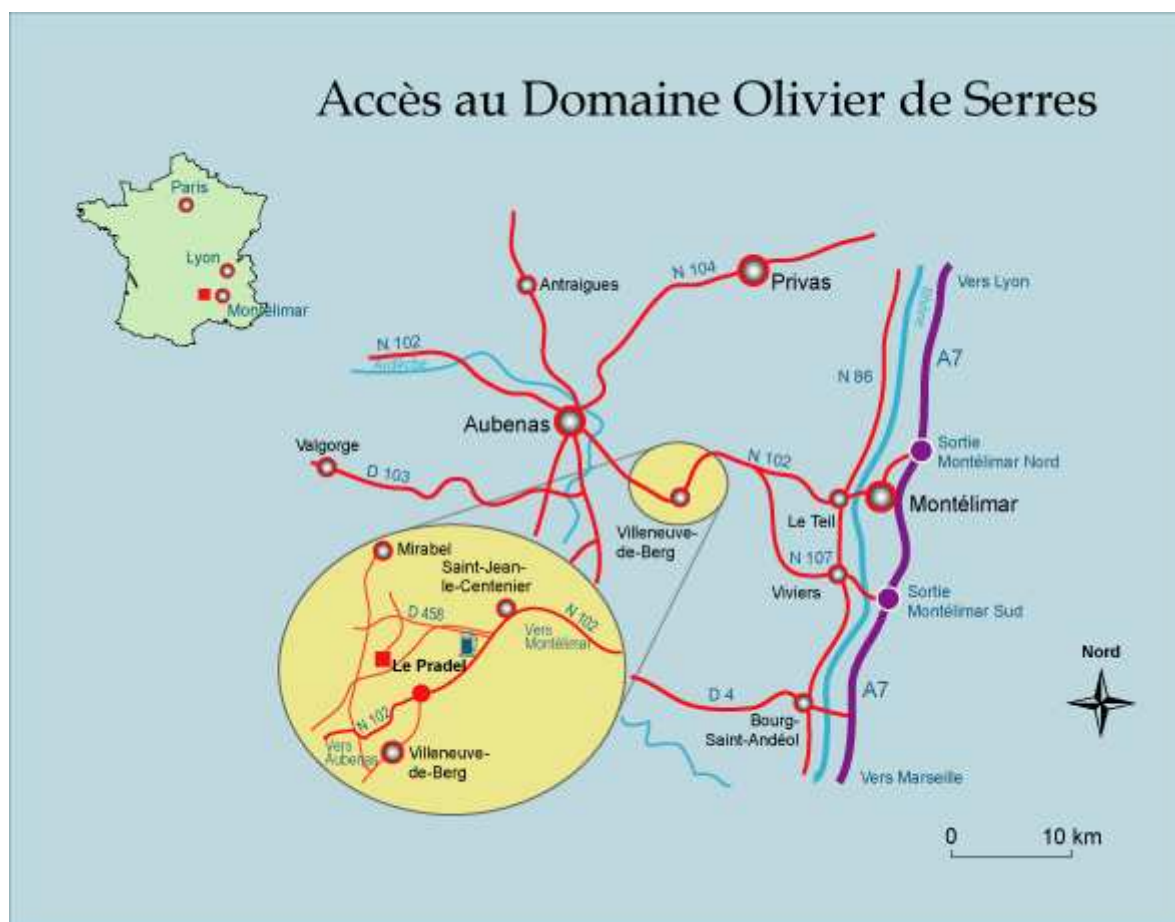 Accès au Domaine Olivier de Serres
Paris
Lyon
Montélimar
Antraigues
N 104
Privas
Vers Lyon
Rhône
A7
N 102
Ardèche
N 86
Aubenas
Valgorge
D 103
Sortie
Montélimar Nord
N 102
Le Teil
Montélimar
Villeneuve-
de-Berg
N 107
Viviers
Sortie
Montélimar Sud
Mirabel
Saint-Jean-
le-Centenier
D 458
N 102
Vers
Montélimar
Le Pradel
N 102
Vers
Aubenas
Villeneuve-
de-Berg
D 4
Bourg-
Saint-Andéol
A7
Vers Marseille
Nord
0 10 km